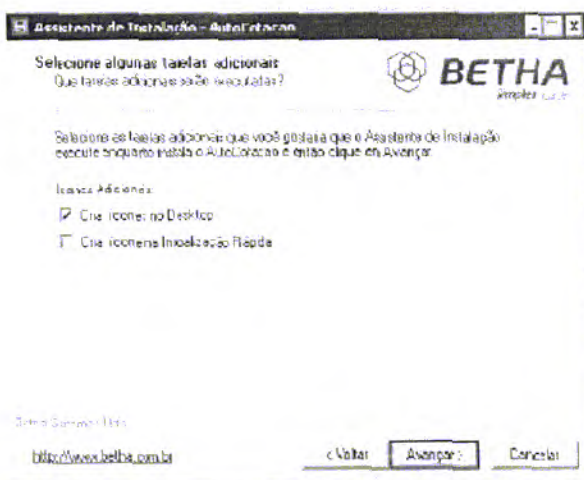 Assistente de Instalação - AutoCotacao
Selecione algumas tarefas adicionais
Que tarefas adicionais serão executadas?
BETHA
Simples
Selecione as tarefas adicionais que você gostaria que o Assistente de Instalação
execute enquanto instala o AutoCotacao e então clique em Avançar.
Ícones Adicionais:
Criar ícones no Desktop
Criar ícone na Inicialização Rápida
http://www.betha.com.br
< Voltar
Avançar >
Cancelar